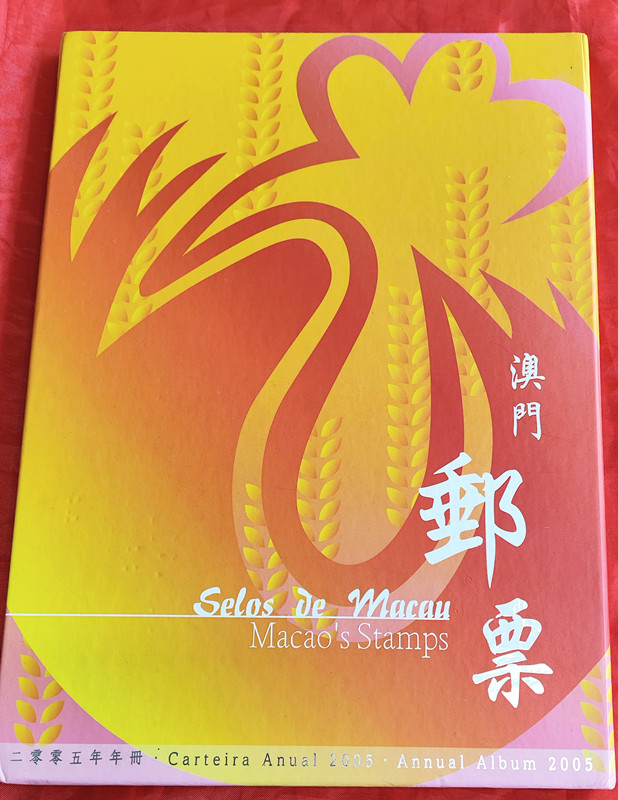 澳門
郵票
Selos de Macau
Macao's Stamps
二零零五年年冊 · Carteira Anual 2005 · Annual Album 2005